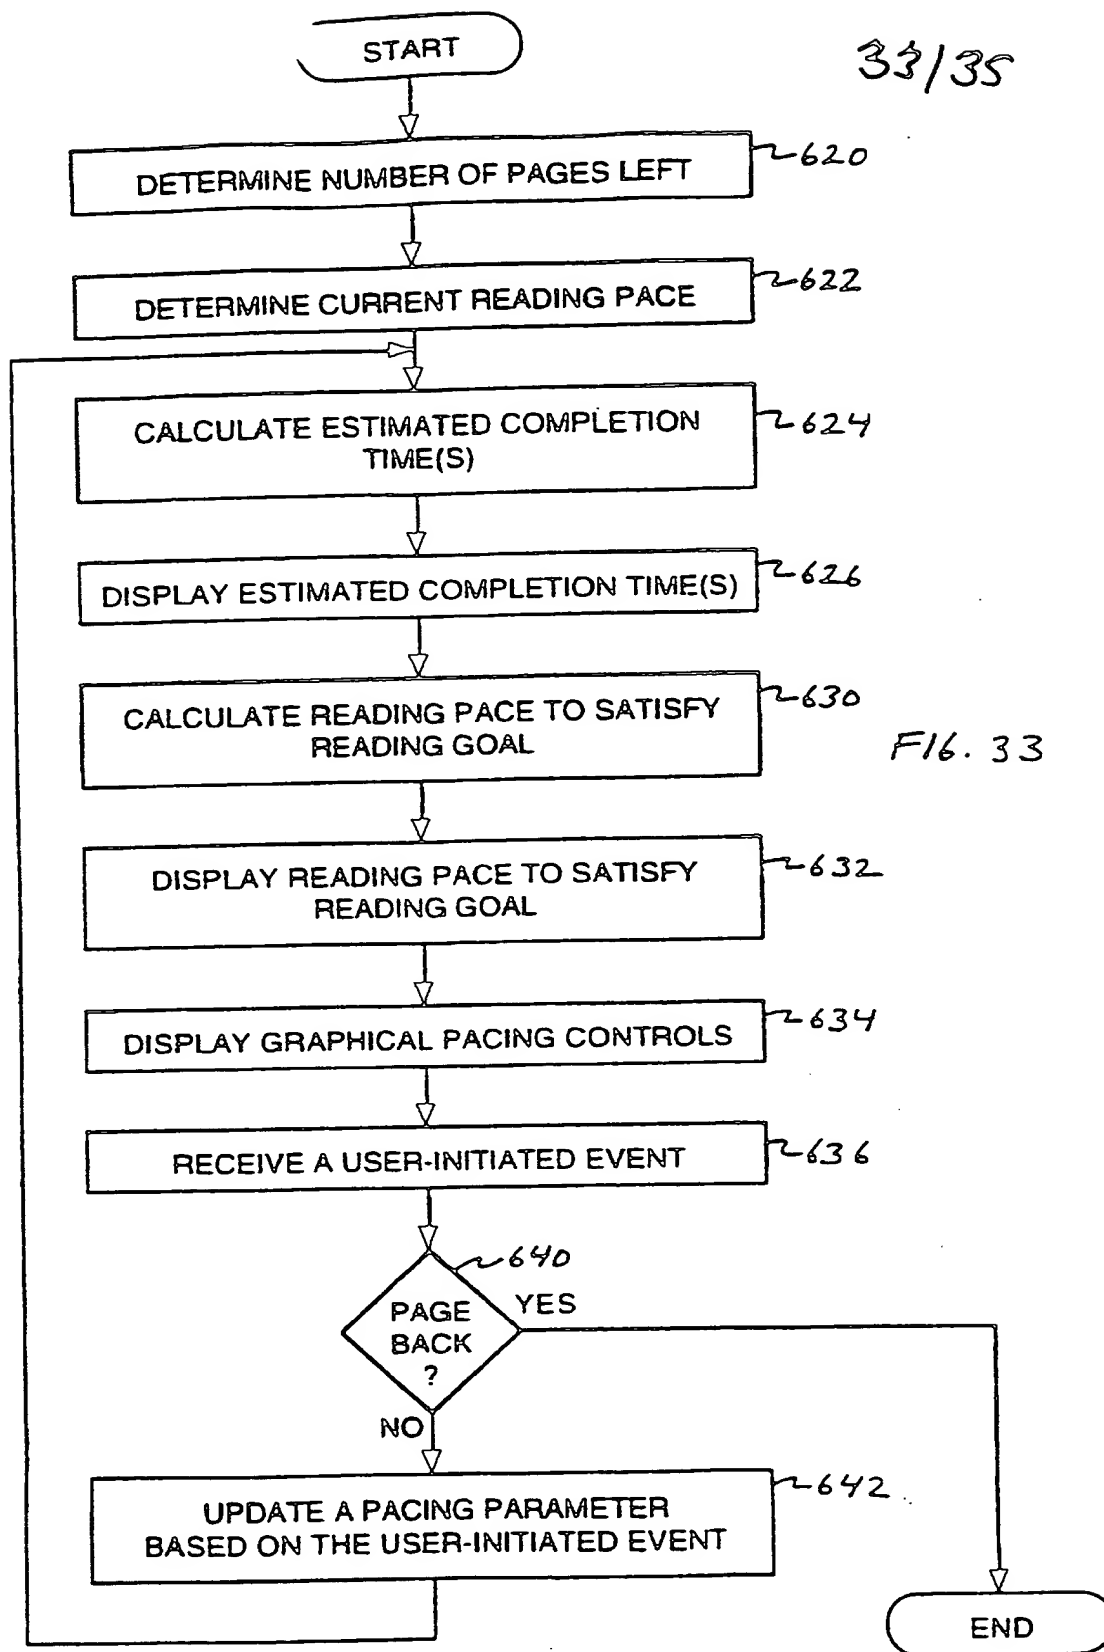 START
33/35
DETERMINE NUMBER OF PAGES LEFT
620
DETERMINE CURRENT READING PACE
622
CALCULATE ESTIMATED COMPLETION
TIME(S)
624
DISPLAY ESTIMATED COMPLETION TIME(S)
626
CALCULATE READING PACE TO SATISFY
READING GOAL
630
FIG. 33
DISPLAY READING PACE TO SATISFY
READING GOAL
632
DISPLAY GRAPHICAL PACING CONTROLS
634
RECEIVE A USER-INITIATED EVENT
636
640
PAGE
BACK
?
YES
NO
UPDATE A PACING PARAMETER
BASED ON THE USER-INITIATED EVENT
642
END